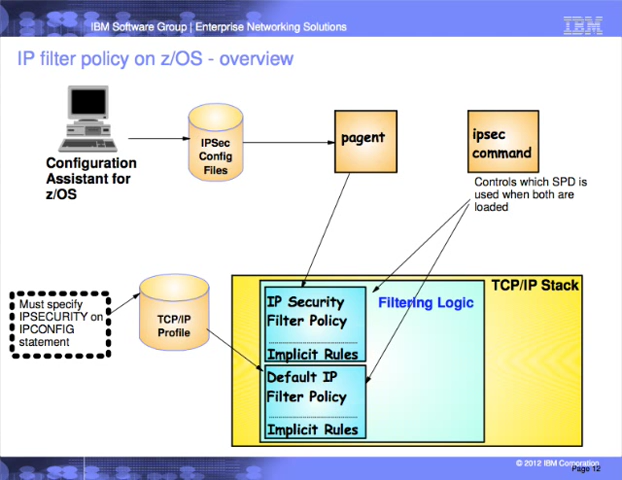 IBM Software Group | Enterprise Networking Solutions
IBM
IP filter policy on z/OS - overview
Configuration
Assistant for
z/OS
IPSec
Config
Files
pagent
ipsec
command
Controls which SPD is
used when both are
loaded
Must specify
IPSECURITY on
IPCONFIG
statement
TCP/IP
Profile
TCP/IP Stack
Filtering Logic
IP Security
Filter Policy
Implicit Rules
Default IP
Filter Policy
Implicit Rules
© 2012 IBM Corporation
Page 12